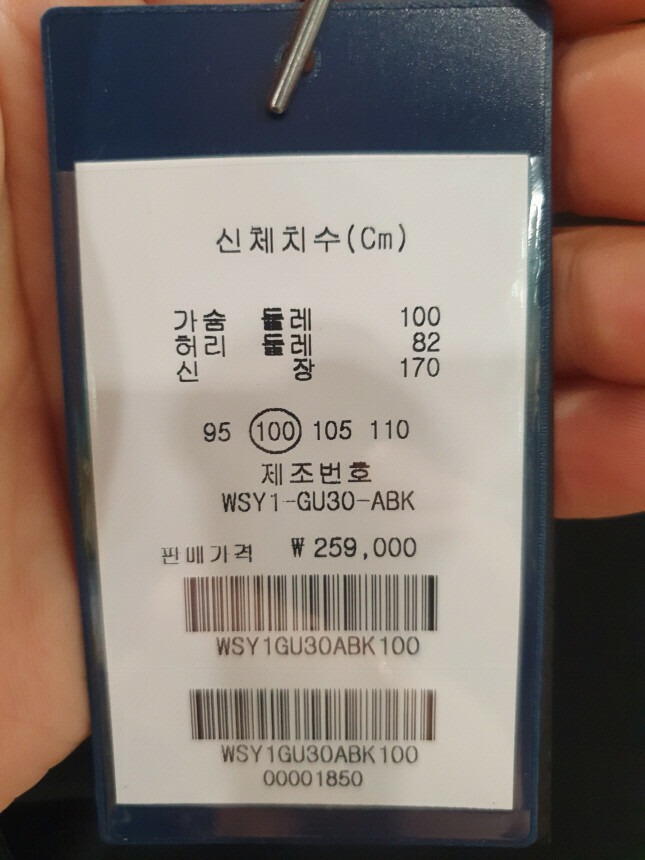 신체치수(Cm)
가슴 둘레 100
허리 둘레 82
신 장 170
95 100 105 110
제조번호
WSY1-GU30-ABK
판매가격 ₩ 259,000
WSY1GU30ABK100
WSY1GU30ABK100
00001850